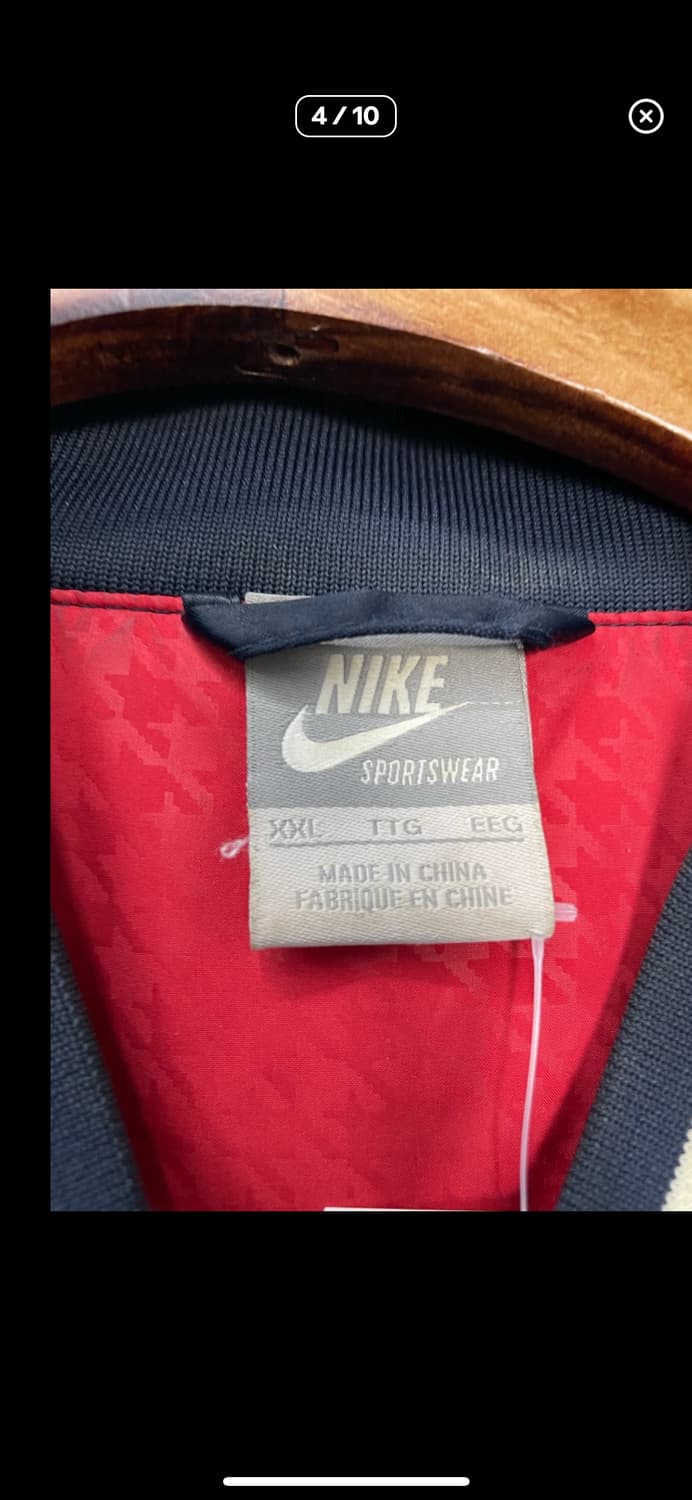 4 / 10
NIKE
SPORTSWEAR
XXL TTG EEG
MADE IN CHINA
FABRIQUE EN CHINE